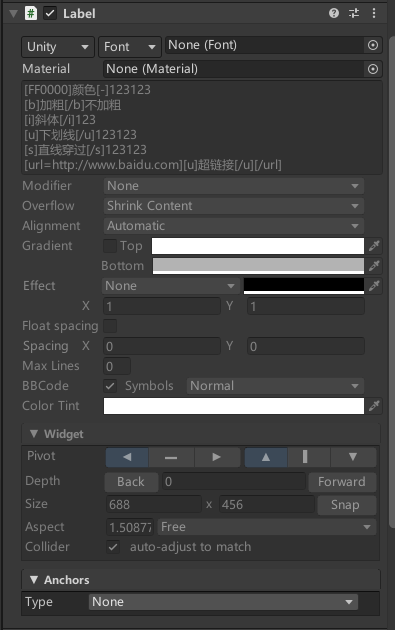 Label
Unity Font None (Font)
Material None (Material)
[FF0000]颜色[-]123123
[b]加粗[/b]不加粗
[i]斜体[/i]123
[u]下划线[/u]123123
[s]直线穿过[/s]123123
[url=http://www.baidu.com][u]超链接[/u][/url]
Modifier None
Overflow Shrink Content
Alignment Automatic
Gradient Top
Bottom
Effect None
X 1 Y 1
Float spacing
Spacing X 0 Y 0
Max Lines 0
BBCode Symbols Normal
Color Tint
Widget
Pivot
Depth Back 0 Forward
Size 688 x 456 Snap
Aspect 1.50877 Free
Collider auto-adjust to match
Anchors
Type None